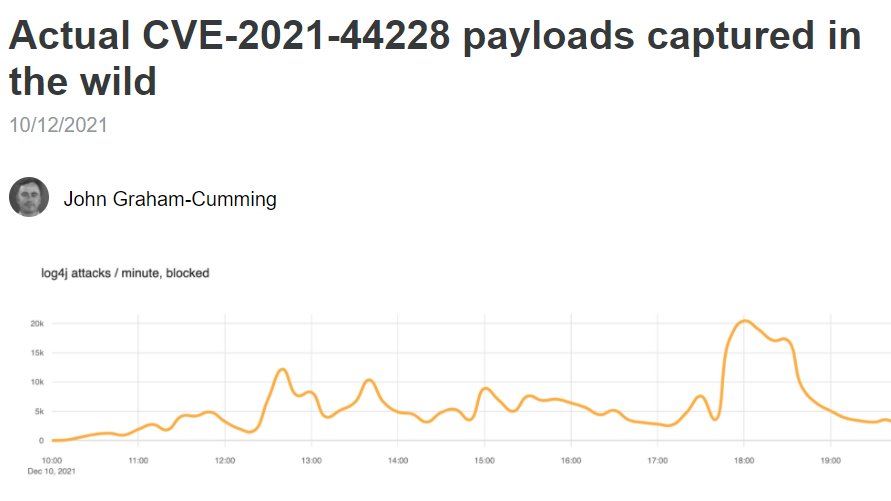 Actual CVE-2021-44228 payloads captured in
the wild
10/12/2021
John Graham-Cumming
log4j attacks / minute, blocked
20k
15k
10k
5k
0
10:00 11:00 12:00 13:00 14:00 15:00 16:00 17:00 18:00 19:00
Dec 10, 2021